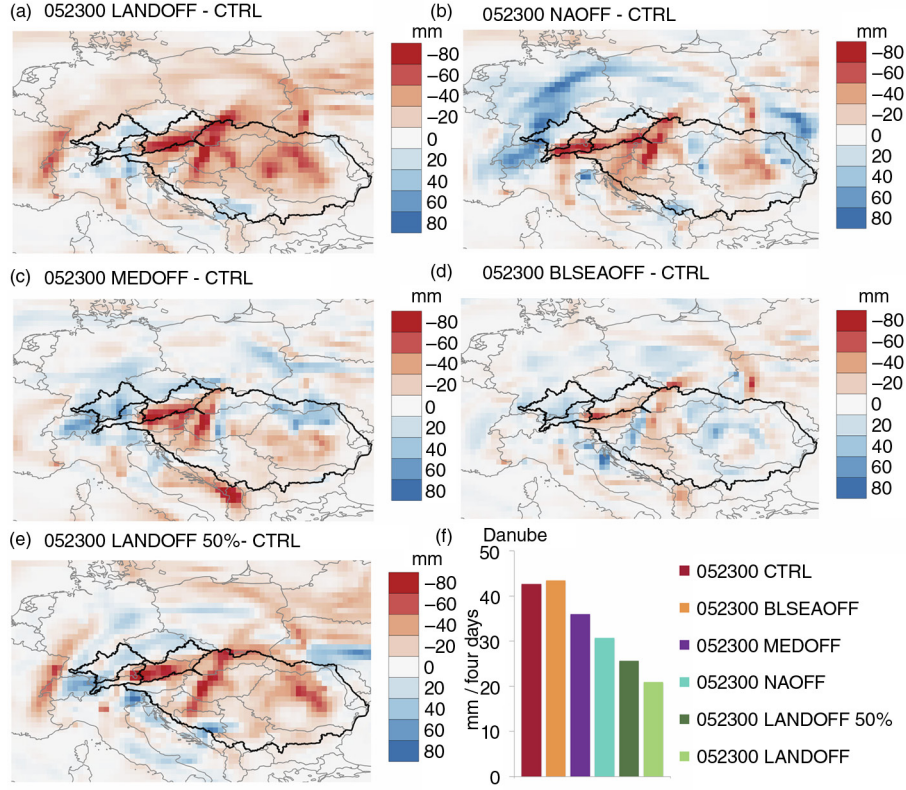 (a) 052300 LANDOFF - CTRL
mm
−80
−60
−40
−20
0
20
40
60
80
(b) 052300 NAOFF - CTRL
mm
−80
−60
−40
−20
0
20
40
60
80
(c) 052300 MEDOFF - CTRL
mm
−80
−60
−40
−20
0
20
40
60
80
(d) 052300 BLSEAOFF - CTRL
mm
−80
−60
−40
−20
0
20
40
60
80
(e) 052300 LANDOFF 50%- CTRL
mm
−80
−60
−40
−20
0
20
40
60
80
(f) Danube
mm / four days
50
40
30
20
10
0
052300 CTRL
052300 BLSEAOFF
052300 MEDOFF
052300 NAOFF
052300 LANDOFF 50%
052300 LANDOFF